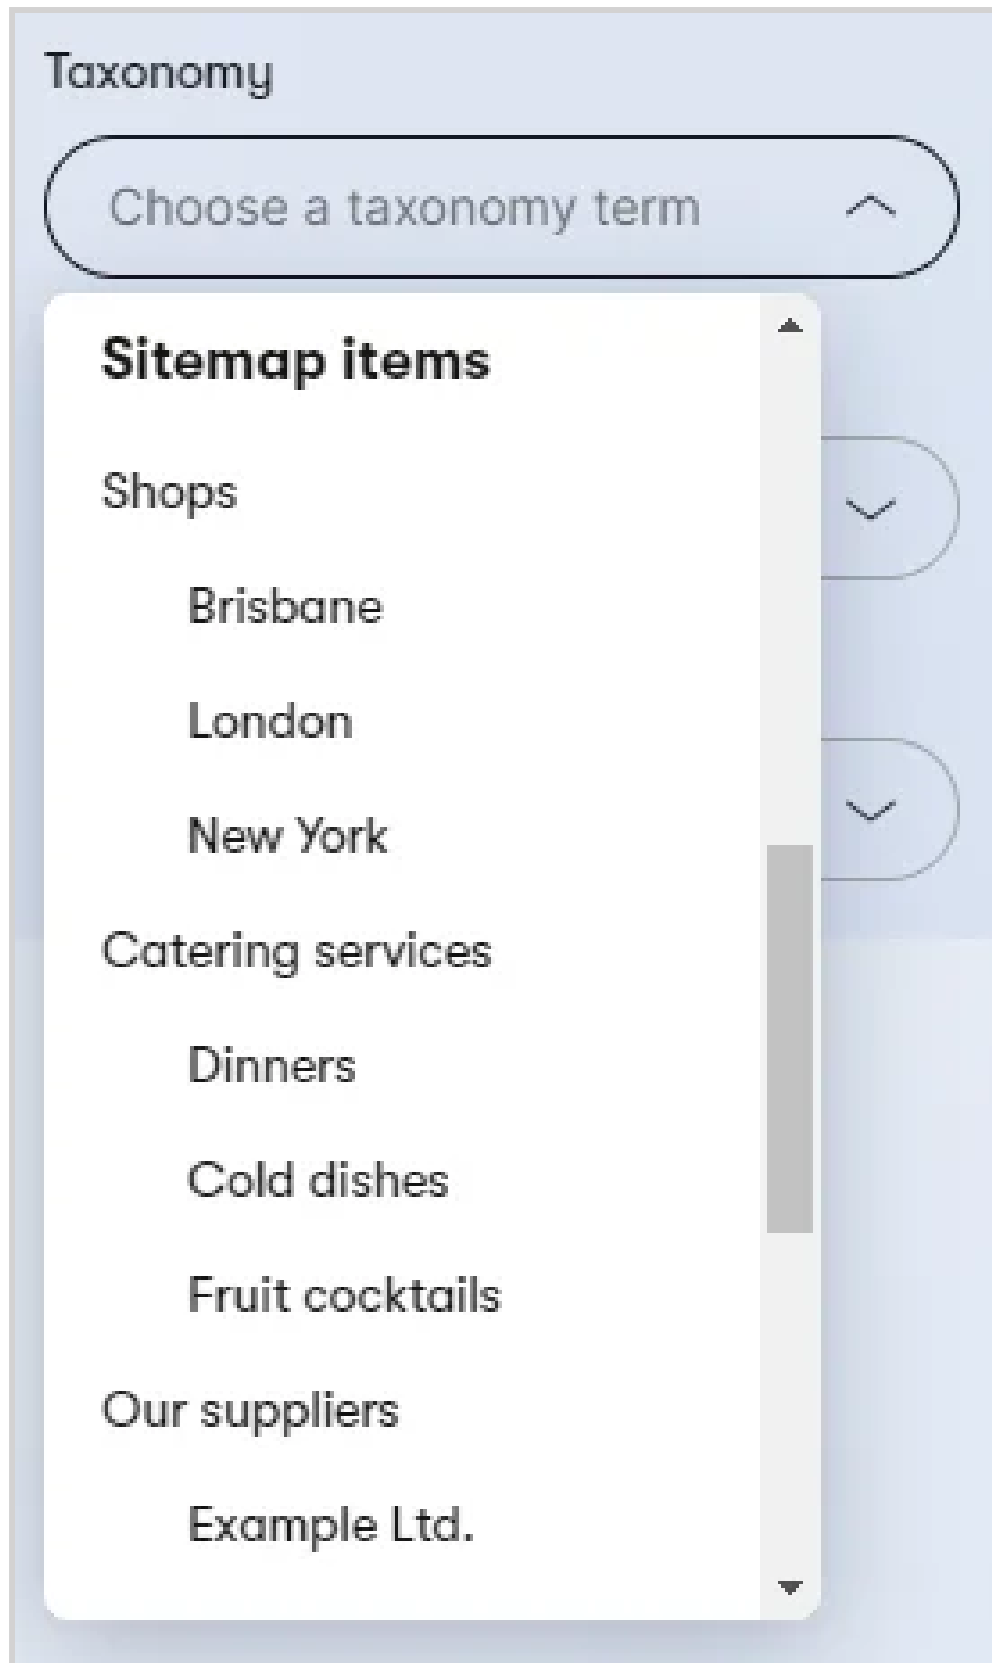 Taxonomy
Choose a taxonomy term
Sitemap items
Shops
Brisbane
London
New York
Catering services
Dinners
Cold dishes
Fruit cocktails
Our suppliers
Example Ltd.